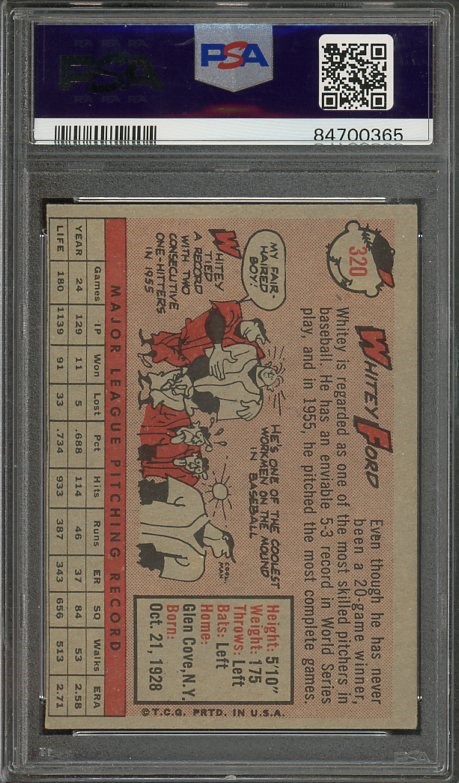 PSA
84700365
320
WHITEY FORD
Even though he has never
been a 20-game winner,
Whitey is regarded as one of the most skilled pitchers in
baseball. He has an enviable 5-3 record in World Series
play, and in 1955, he pitched the most complete games.
MY FAIR-
HAIRED
BOY!
WHITEY
TIED
A RECORD
WITH TWO
CONSECUTIVE
ONE-HITTERS
IN 1955
HE'S ONE OF THE COOLEST
WORKMEN ON THE MOUND
IN BASEBALL
Height: 5'10"
Weight: 175
Throws: Left
Bats: Left
Home:
Glen Cove, N.Y.
Born:
Oct. 21, 1928
MAJOR LEAGUE PITCHING RECORD
Games IP Won Lost Pct Hits Runs ER SO Walks ERA
YEAR 24 129 11 5 .688 114 46 37 84 53 2.58
LIFE 180 1139 91 33 .734 933 387 343 656 513 2.71
©T.C.G. PRTD. IN U.S.A.